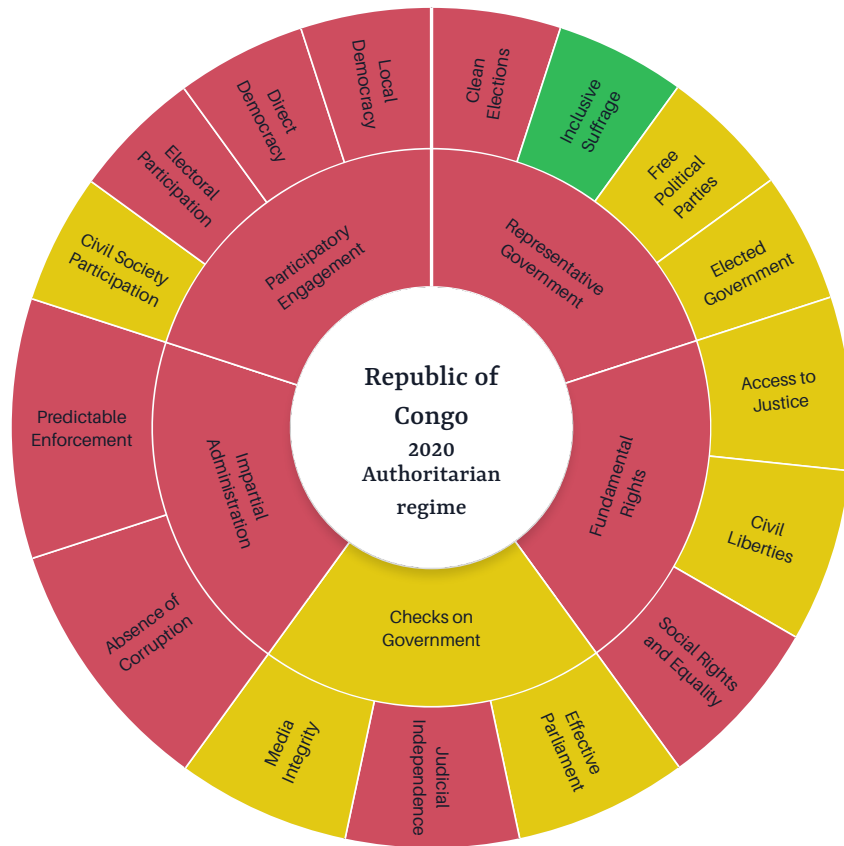 Republic of
Congo
2020
Authoritarian
regime
Representative
Government
Clean
Elections
Inclusive
Suffrage
Free
Political
Parties
Elected
Government
Fundamental
Rights
Access to
Justice
Civil
Liberties
Social Rights
and Equality
Checks on
Government
Effective
Parliament
Judicial
Independence
Media
Integrity
Impartial
Administration
Absence of
Corruption
Predictable
Enforcement
Participatory
Engagement
Civil Society
Participation
Electoral
Participation
Direct
Democracy
Local
Democracy